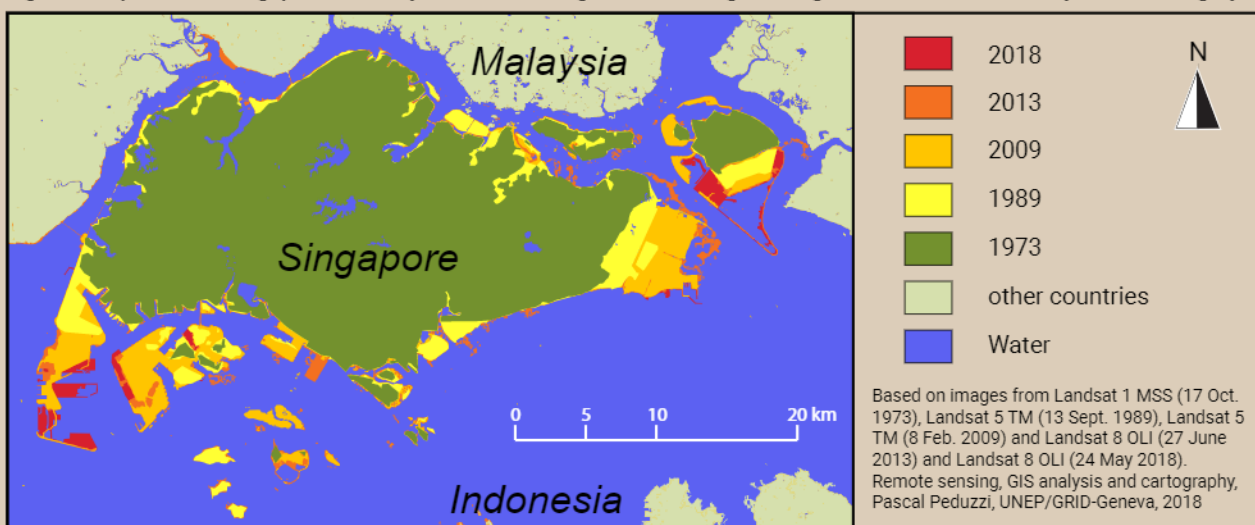 Malaysia
Singapore
Indonesia
0 5 10 20 km
2018
2013
2009
1989
1973
other countries
Water
N
Based on images from Landsat 1 MSS (17 Oct.
1973), Landsat 5 TM (13 Sept. 1989), Landsat 5
TM (8 Feb. 2009) and Landsat 8 OLI (27 June
2013) and Landsat 8 OLI (24 May 2018).
Remote sensing, GIS analysis and cartography,
Pascal Peduzzi, UNEP/GRID-Geneva, 2018